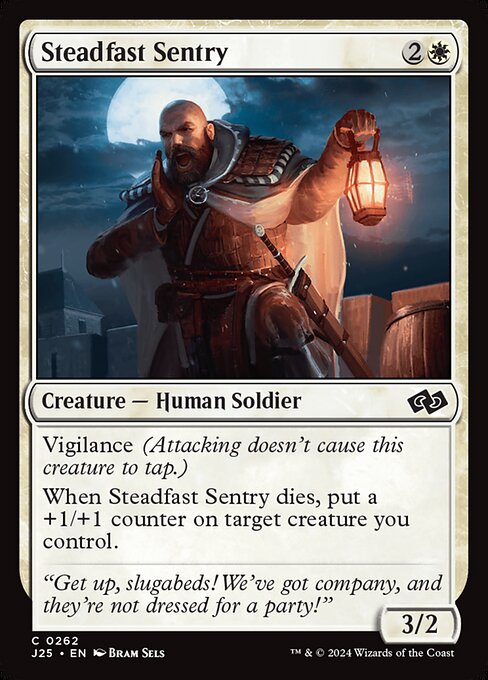 Steadfast Sentry 2
Creature — Human Soldier
Vigilance (Attacking doesn't cause this
creature to tap.)
When Steadfast Sentry dies, put a
+1/+1 counter on target creature you
control.
“Get up, slugabeds! We've got company, and
they're not dressed for a party!”
3/2
C 0262
J25 • EN Bram Sels
™ & © 2024 Wizards of the Coast